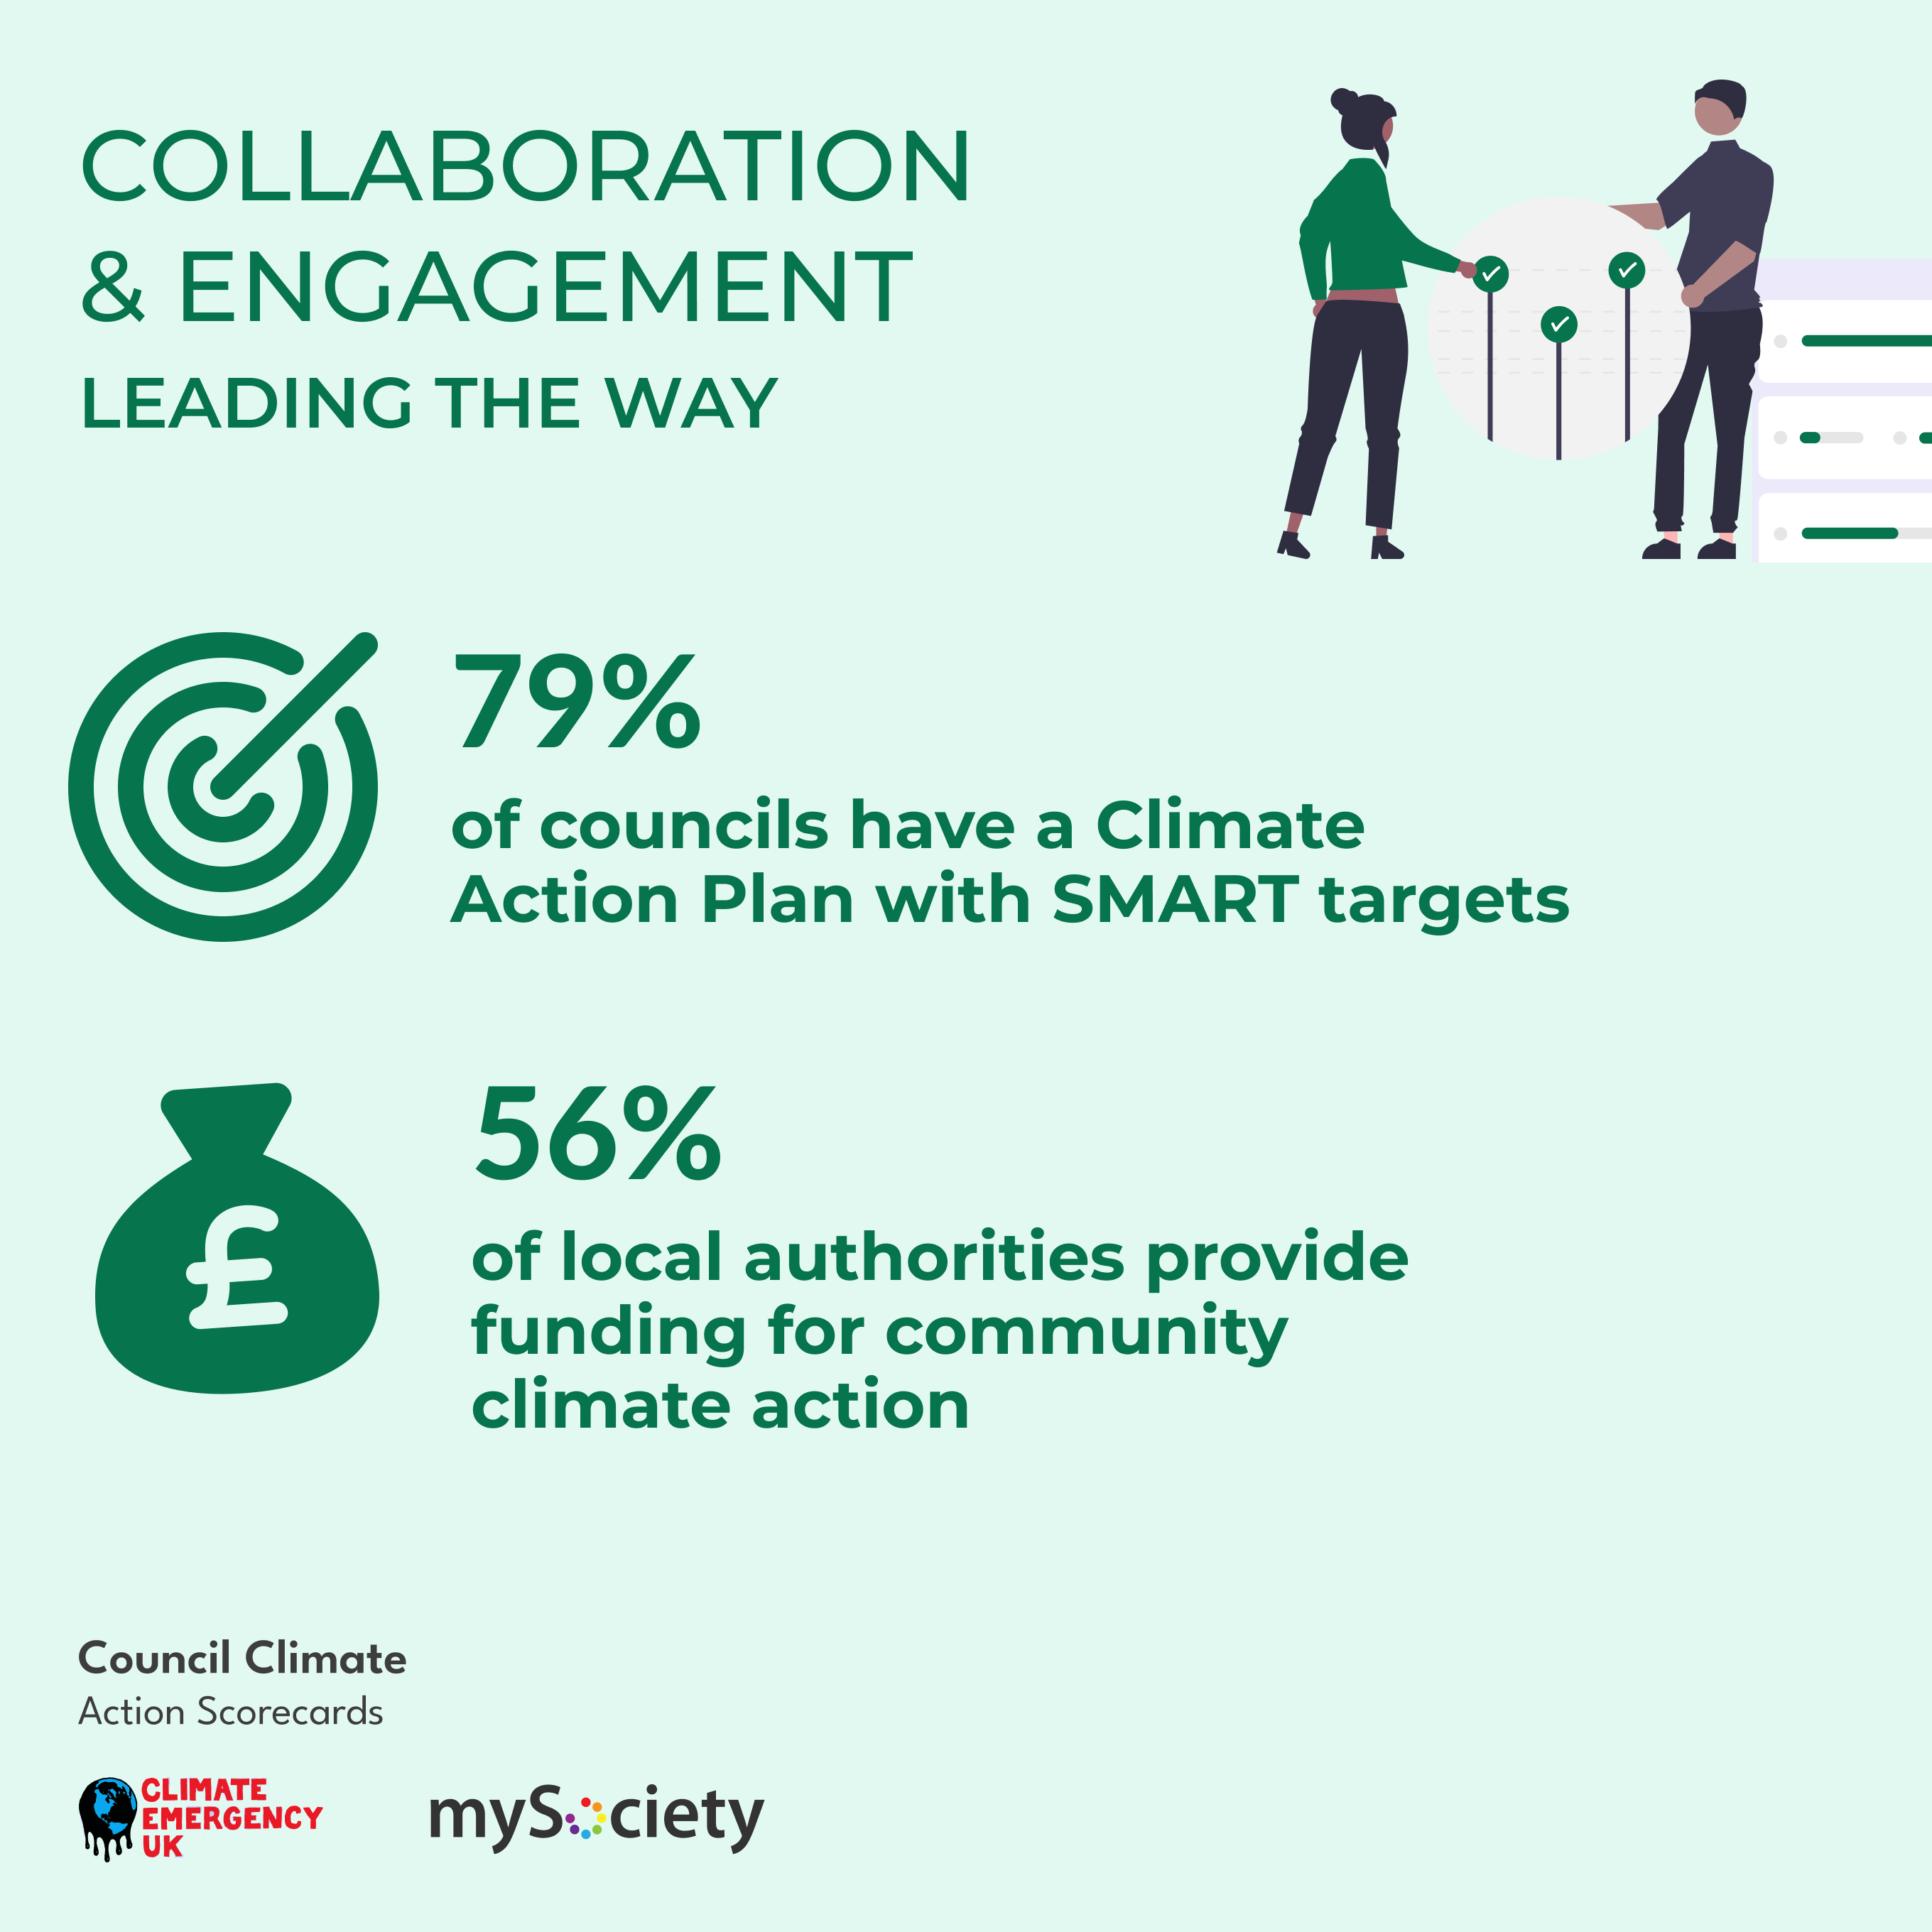 COLLABORATION
& ENGAGEMENT
LEADING THE WAY
79%
of councils have a Climate
Action Plan with SMART targets
£
56%
of local authorities provide
funding for community
climate action
Council Climate
Action Scorecards
CLIMATE
EMERGENCY
UK
mySociety